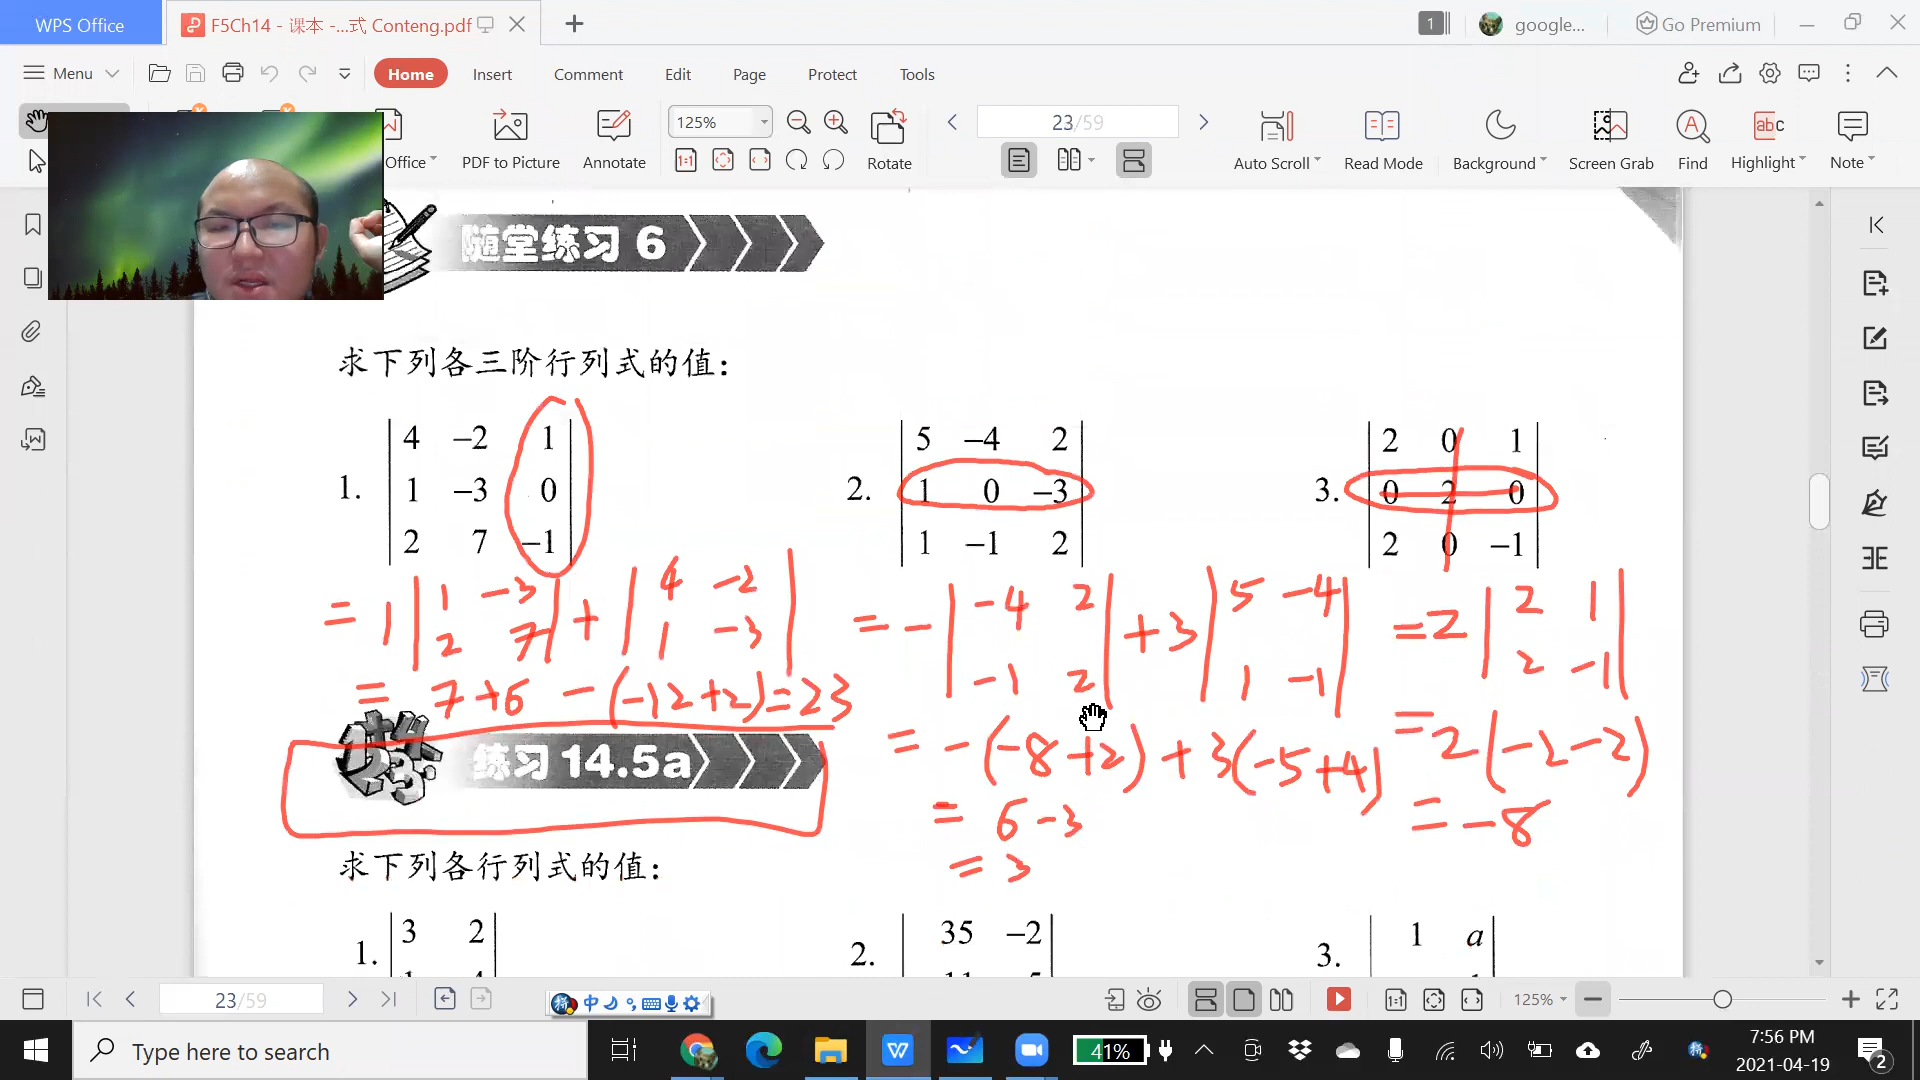 WPS Office
F5Ch14 - 课本 -...式 Conteng.pdf
1
google...
Go Premium
Menu
Home
Insert
Comment
Edit
Page
Protect
Tools
Office
PDF to Picture
Annotate
125%
Rotate
23/59
Auto Scroll
Read Mode
Background
Screen Grab
Find
Highlight
Note
随堂练习 6
求下列各三阶行列式的值：
1. | 4 −2 1 |
| 1 −3 0 |
| 2 7 −1 |
2. | 5 −4 2 |
| 1 0 −3 |
| 1 −1 2 |
3. | 2 0 1 |
| 0 2 0 |
| 2 0 −1 |
= 1 | 1 −3 | + | 4 −2 |
| 2 7 | | 1 −3 |
= 7+6 − (−12+2) = 23
= − | −4 2 | + 3 | 5 −4 |
| −1 2 | | 1 −1 |
= −(−8+2) + 3(−5+4)
= 6−3
= 3
= 2 | 2 1 |
| 2 −1 |
= 2(−2−2)
= −8
练习 14.5a
求下列各行列式的值：
1. | 3 2 |
2. | 35 −2 |
3. | 1 a |
23/59
中
125%
Type here to search
41%
7:56 PM
2021-04-19
2